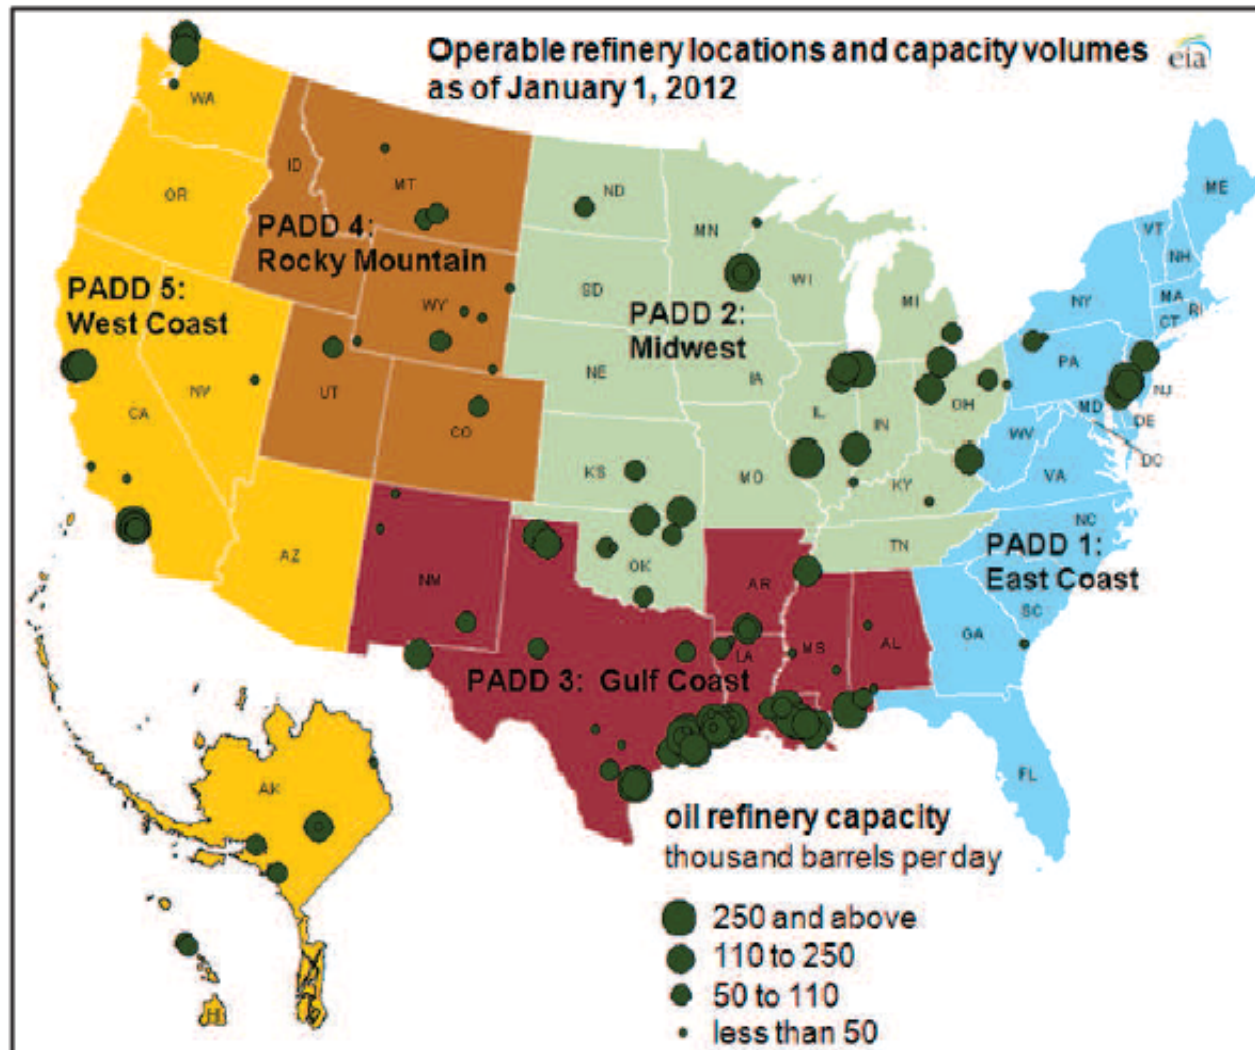 Operable refinery locations and capacity volumes
as of January 1, 2012
eia
WA
OR
ID
MT
ND
MN
WI
MI
ME
VT
NH
NY
MA
RI
CT
PADD 4:
Rocky Mountain
PADD 5:
West Coast
WY
SD
PADD 2:
Midwest
NE
IA
PA
NJ
CA
NV
UT
CO
IL
IN
OH
MD
DE
DC
WV
VA
KS
MO
KY
NC
AZ
NM
OK
TN
PADD 1:
East Coast
AR
SC
GA
AL
MS
LA
PADD 3: Gulf Coast
FL
AK
HI
oil refinery capacity
thousand barrels per day
250 and above
110 to 250
50 to 110
less than 50